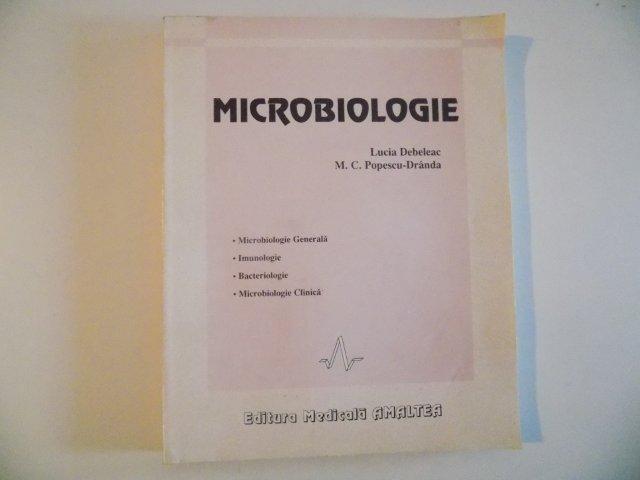 MICROBIOLOGIE
Lucia Debeleac
M. C. Popescu-Drânda
• Microbiologie Generală
• Imunologie
• Bacteriologie
• Microbiologie Clinică
Editura Medicală AMALTEA